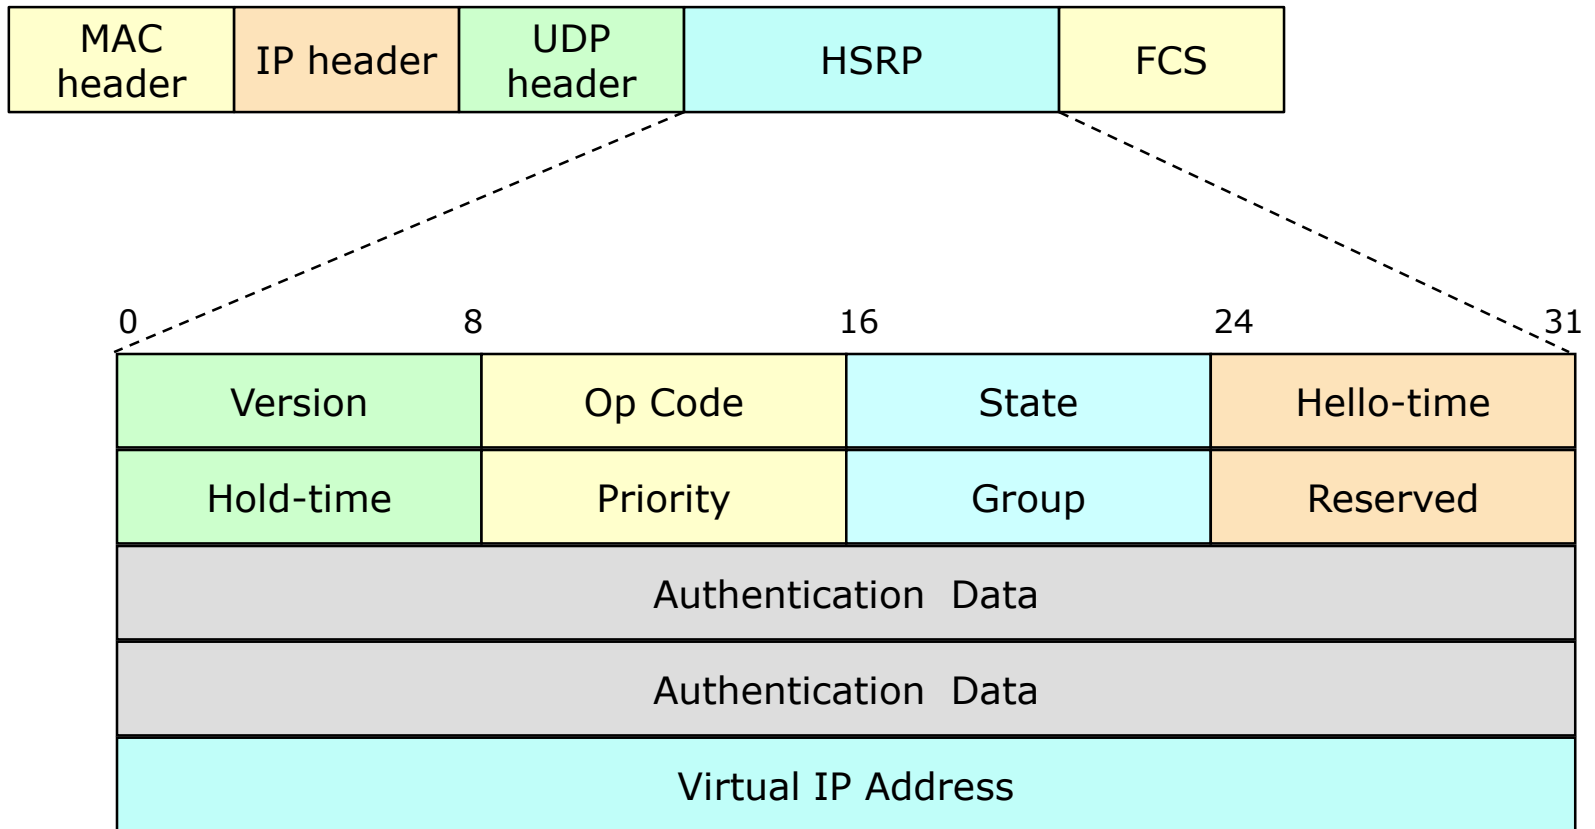 MAC header IP header UDP header HSRP FCS
0 8 16 24 31
Version Op Code State Hello-time
Hold-time Priority Group Reserved
Authentication Data
Authentication Data
Virtual IP Address